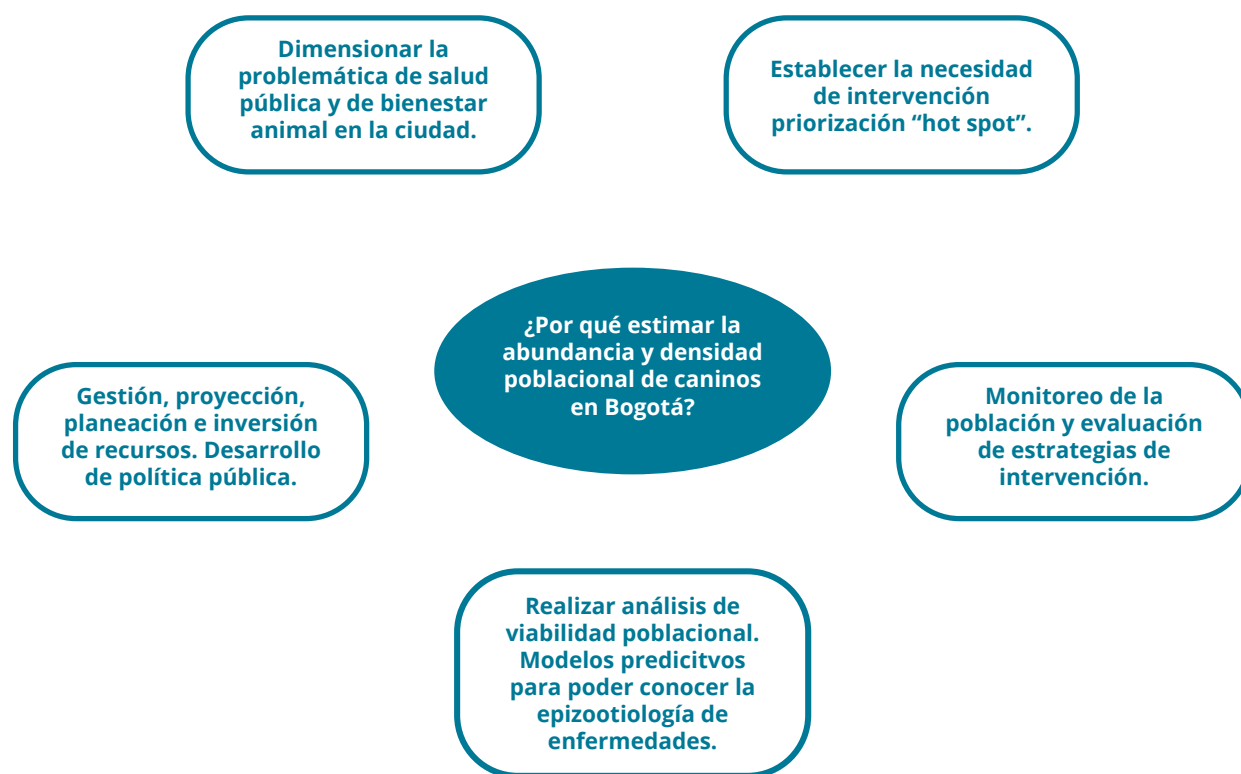 Dimensionar la
problemática de salud
pública y de bienestar
animal en la ciudad.
Establecer la necesidad
de intervención
priorización “hot spot”.
¿Por qué estimar la
abundancia y densidad
poblacional de caninos
en Bogotá?
Gestión, proyección,
planeación e inversión
de recursos. Desarrollo
de política pública.
Monitoreo de la
población y evaluación
de estrategias de
intervención.
Realizar análisis de
viabilidad poblacional.
Modelos predicitvos
para poder conocer la
epizootiología de
enfermedades.